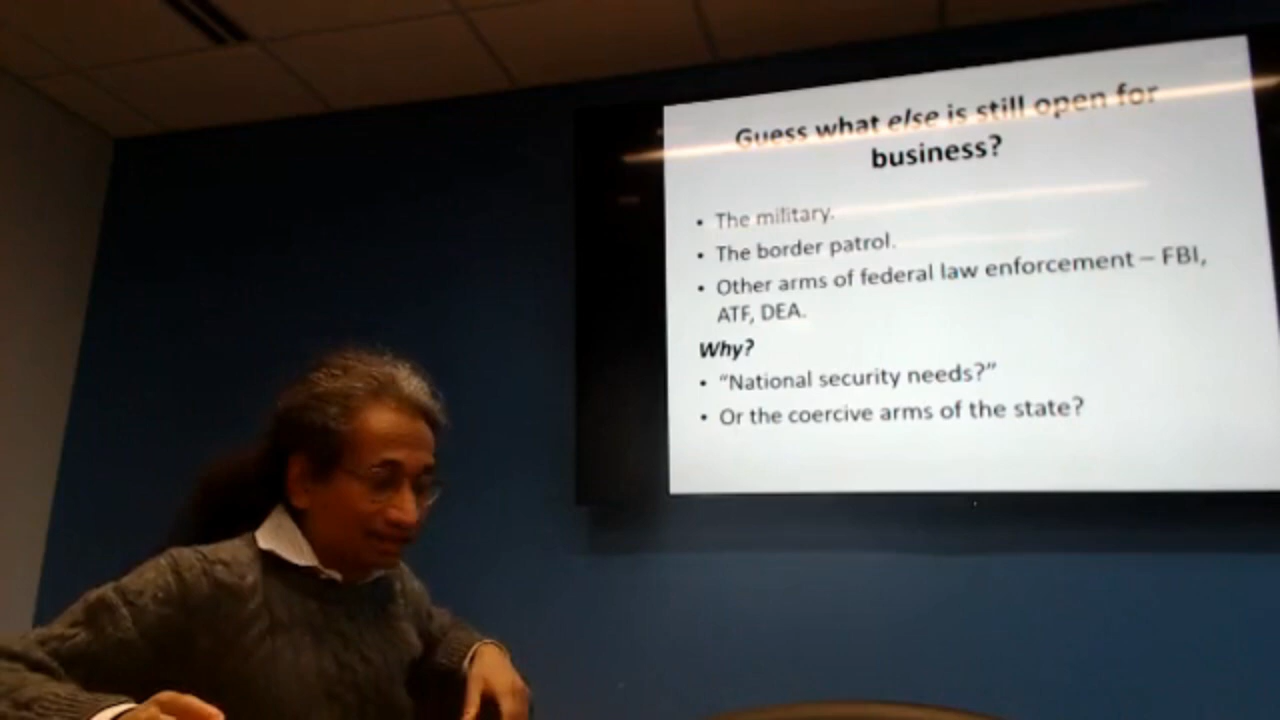 Guess what else is still open for
business?
• The military.
• The border patrol.
• Other arms of federal law enforcement – FBI,
ATF, DEA.
Why?
• “National security needs?”
• Or the coercive arms of the state?